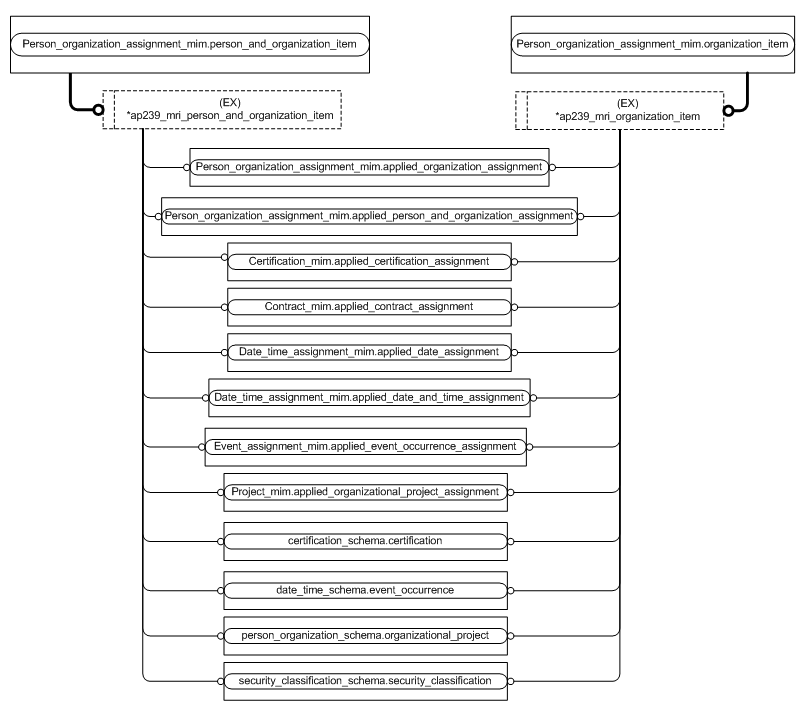 Person_organization_assignment_mim.person_and_organization_item
Person_organization_assignment_mim.organization_item
(EX)
*ap239_mri_person_and_organization_item
(EX)
*ap239_mri_organization_item
Person_organization_assignment_mim.applied_organization_assignment
Person_organization_assignment_mim.applied_person_and_organization_assignment
Certification_mim.applied_certification_assignment
Contract_mim.applied_contract_assignment
Date_time_assignment_mim.applied_date_assignment
Date_time_assignment_mim.applied_date_and_time_assignment
Event_assignment_mim.applied_event_occurrence_assignment
Project_mim.applied_organizational_project_assignment
certification_schema.certification
date_time_schema.event_occurrence
person_organization_schema.organizational_project
security_classification_schema.security_classification